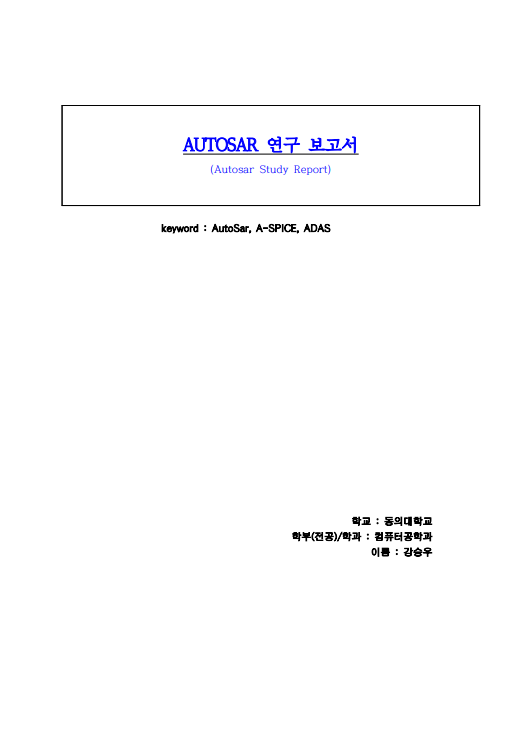 AUTOSAR 연구 보고서
(Autosar Study Report)
keyword : AutoSar, A-SPICE, ADAS
학교 : 동의대학교
학부(전공)/학과 : 컴퓨터공학과
이름 : 강승우